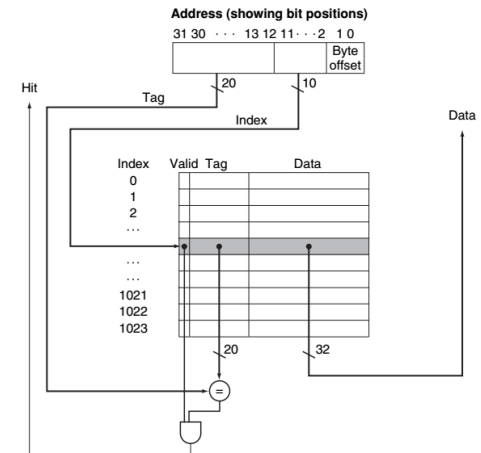 Address (showing bit positions)
31 30 · · · 13 12 11 · · · 2 1 0
Byte
offset
20
10
Hit
Tag
Data
Index
Index Valid Tag Data
0
1
2
· · ·
· · ·
· · ·
1021
1022
1023
20
32
=